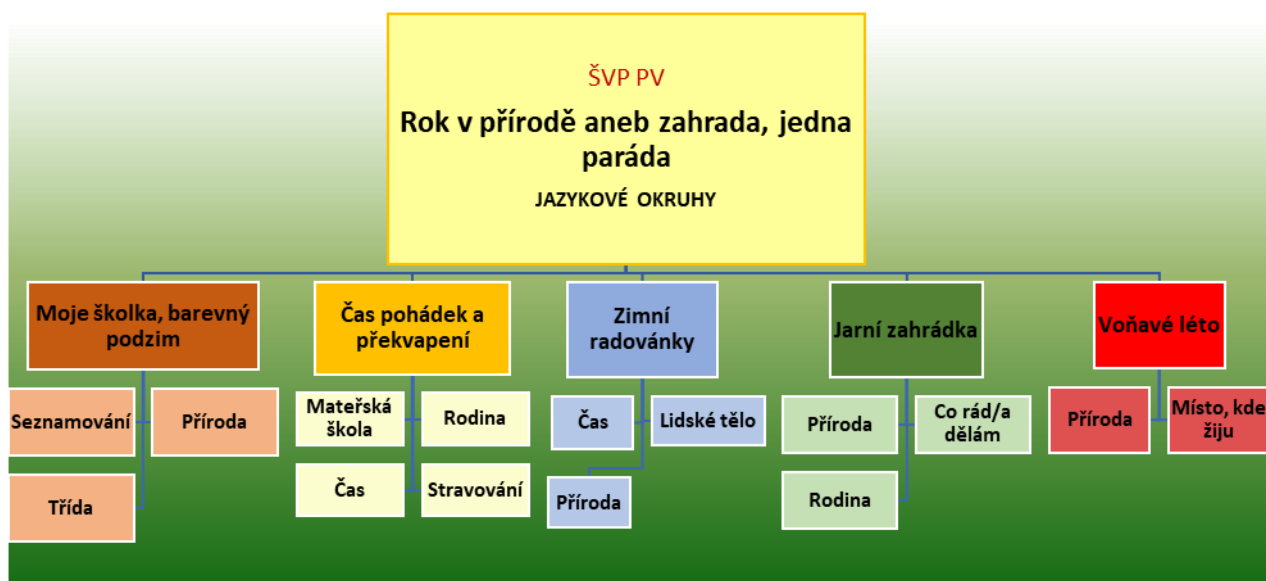 ŠVP PV
Rok v přírodě aneb zahrada, jedna
paráda
JAZYKOVÉ OKRUHY
Moje školka, barevný
podzim
Seznamování
Příroda
Třída
Čas pohádek a
překvapení
Mateřská
škola
Rodina
Čas
Stravování
Zimní
radovánky
Čas
Lidské tělo
Příroda
Jarní zahrádka
Příroda
Co rád/a
dělám
Rodina
Voňavé léto
Příroda
Místo, kde
žiju